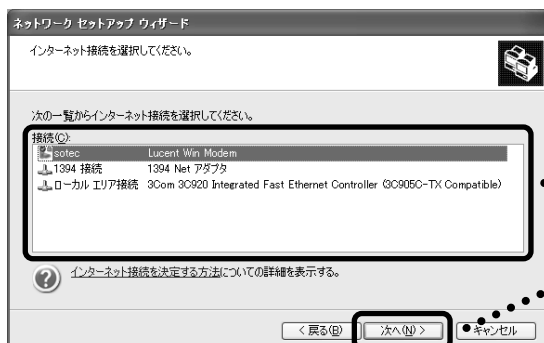 ネットワーク セットアップ ウィザード
インターネット接続を選択してください。
次の一覧からインターネット接続を選択してください。
接続(C):
sotec Lucent Win Modem
1394 接続 1394 Net アダプタ
ローカル エリア接続 3Com 3C920 Integrated Fast Ethernet Controller (3C905C-TX Compatible)
インターネット接続を決定する方法についての詳細を表示する。
< 戻る(B) 次へ(N) > キャンセル